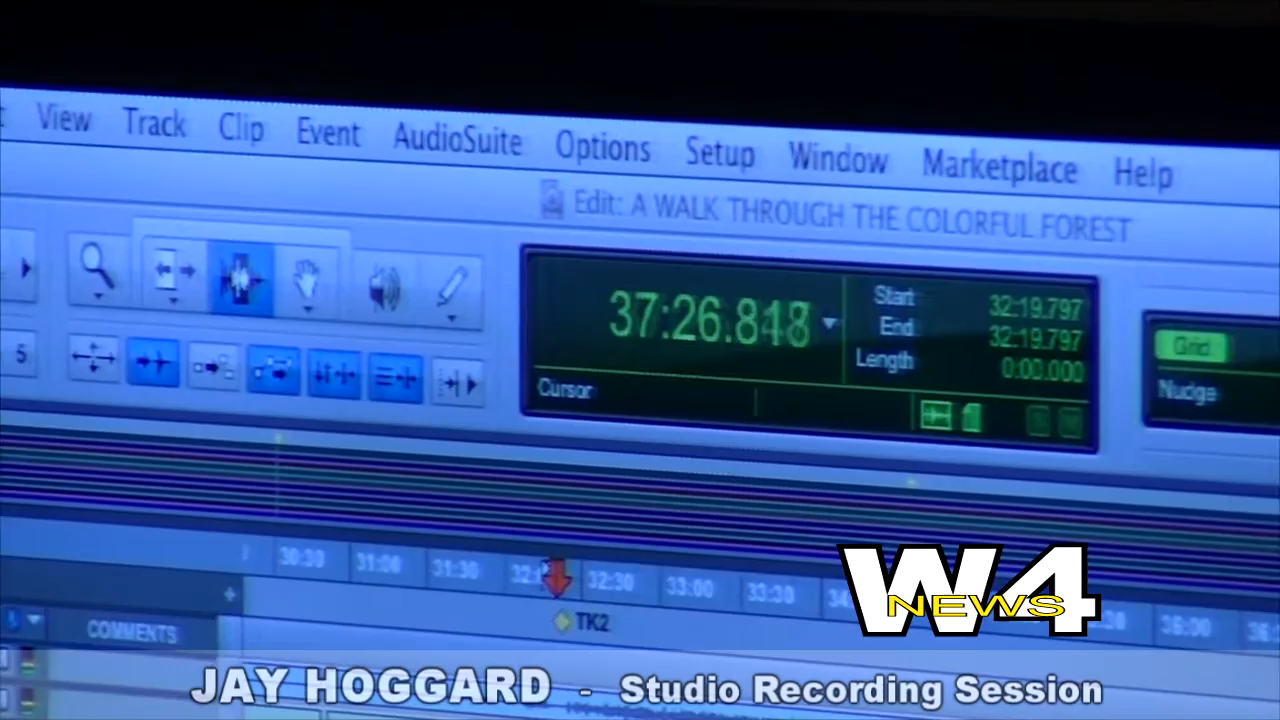 View Track Clip Event AudioSuite Options Setup Window Marketplace Help
Edit: A WALK THROUGH THE COLORFUL FOREST
37:26.818
Start 32:19.797
End 32:19.797
Length 0:00.000
Cursor
Grid
Nudge
5
30:30 31:00 31:30 32:30 33:00 33:30 36:00
TK2
COMMENTS
W4
NEWS
JAY HOGGARD - Studio Recording Session